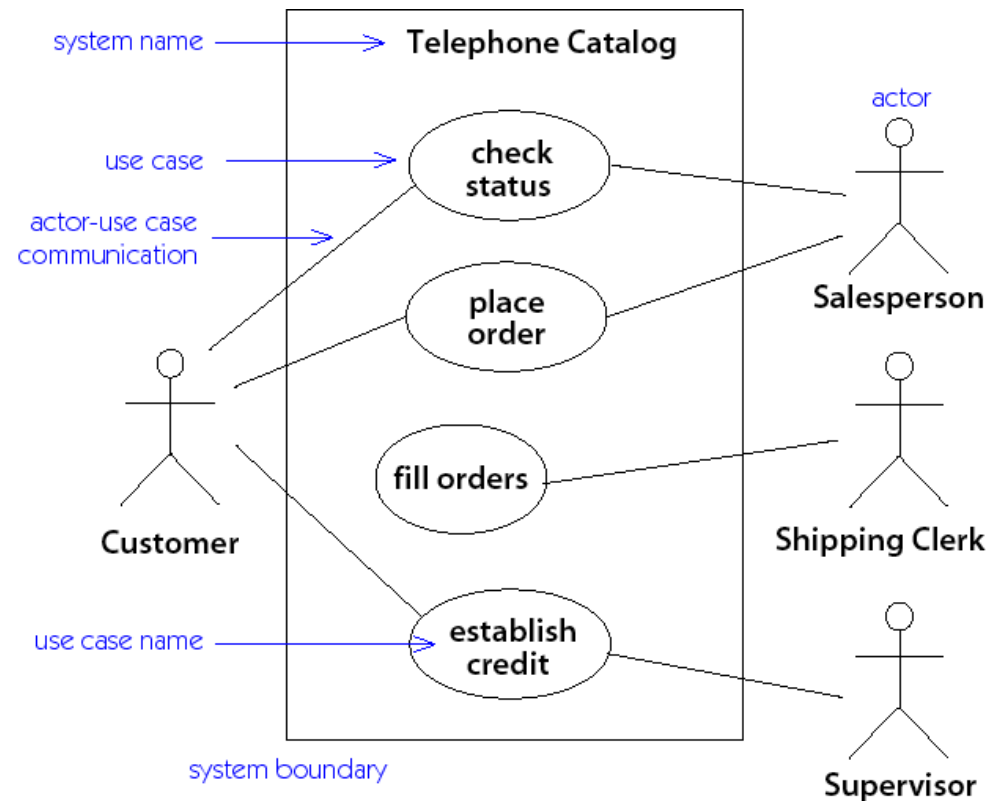 system name
Telephone Catalog
actor
use case
check
status
actor-use case
communication
Salesperson
place
order
fill orders
Customer
Shipping Clerk
use case name
establish
credit
system boundary
Supervisor